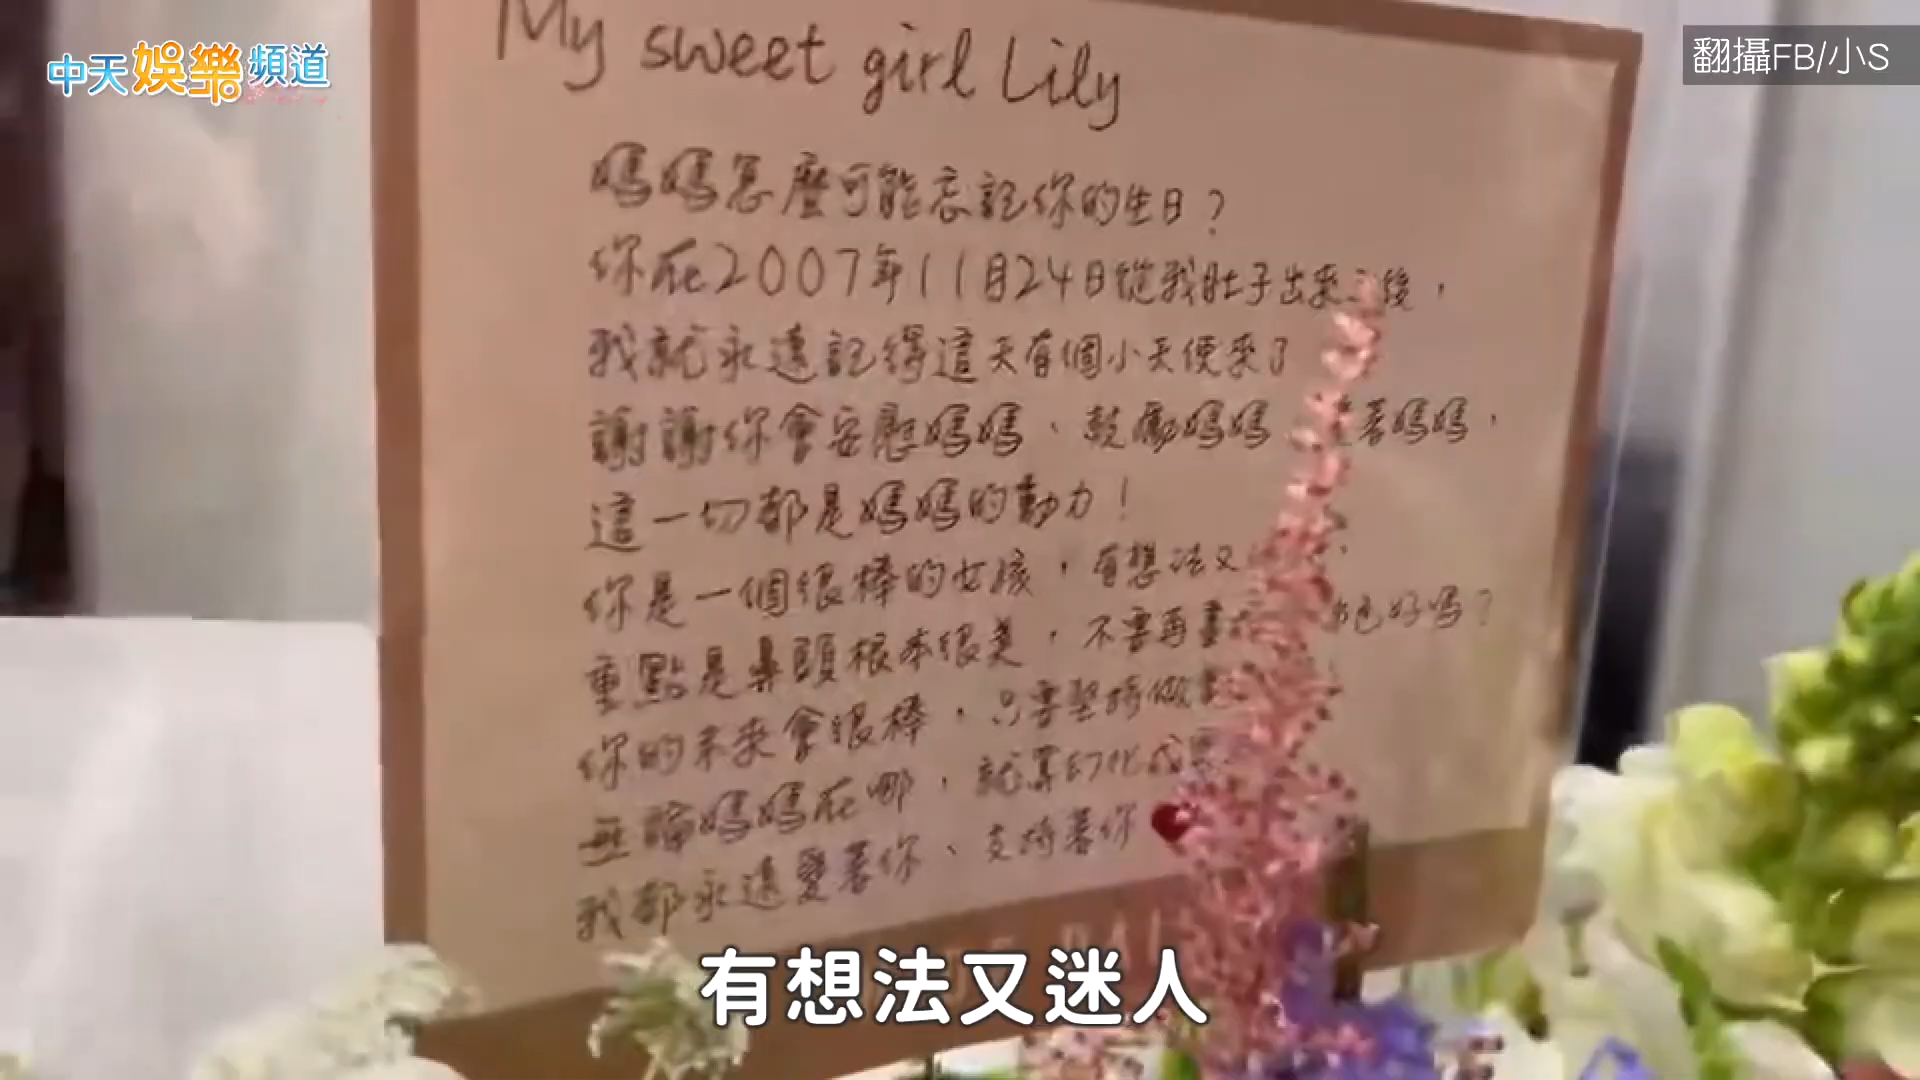 中天娛樂頻道
翻攝FB/小S
My sweet girl Lily
媽媽怎麼可能忘記你的生日？
你在2007年11月24日從我肚子出來之後，
我就永遠記得這天有個小天使來了
謝謝你會安慰媽媽、鼓勵媽媽 著媽媽，
這一切都是媽媽的動力！
你是一個很棒的女孩，有想法又
重點是鼻頭根本很美，不要再畫 色好嗎？
你的未來會很棒，只要堅持做
無論媽媽在哪，就算幻化成
我都永遠愛著你、支持著你
有想法又迷人